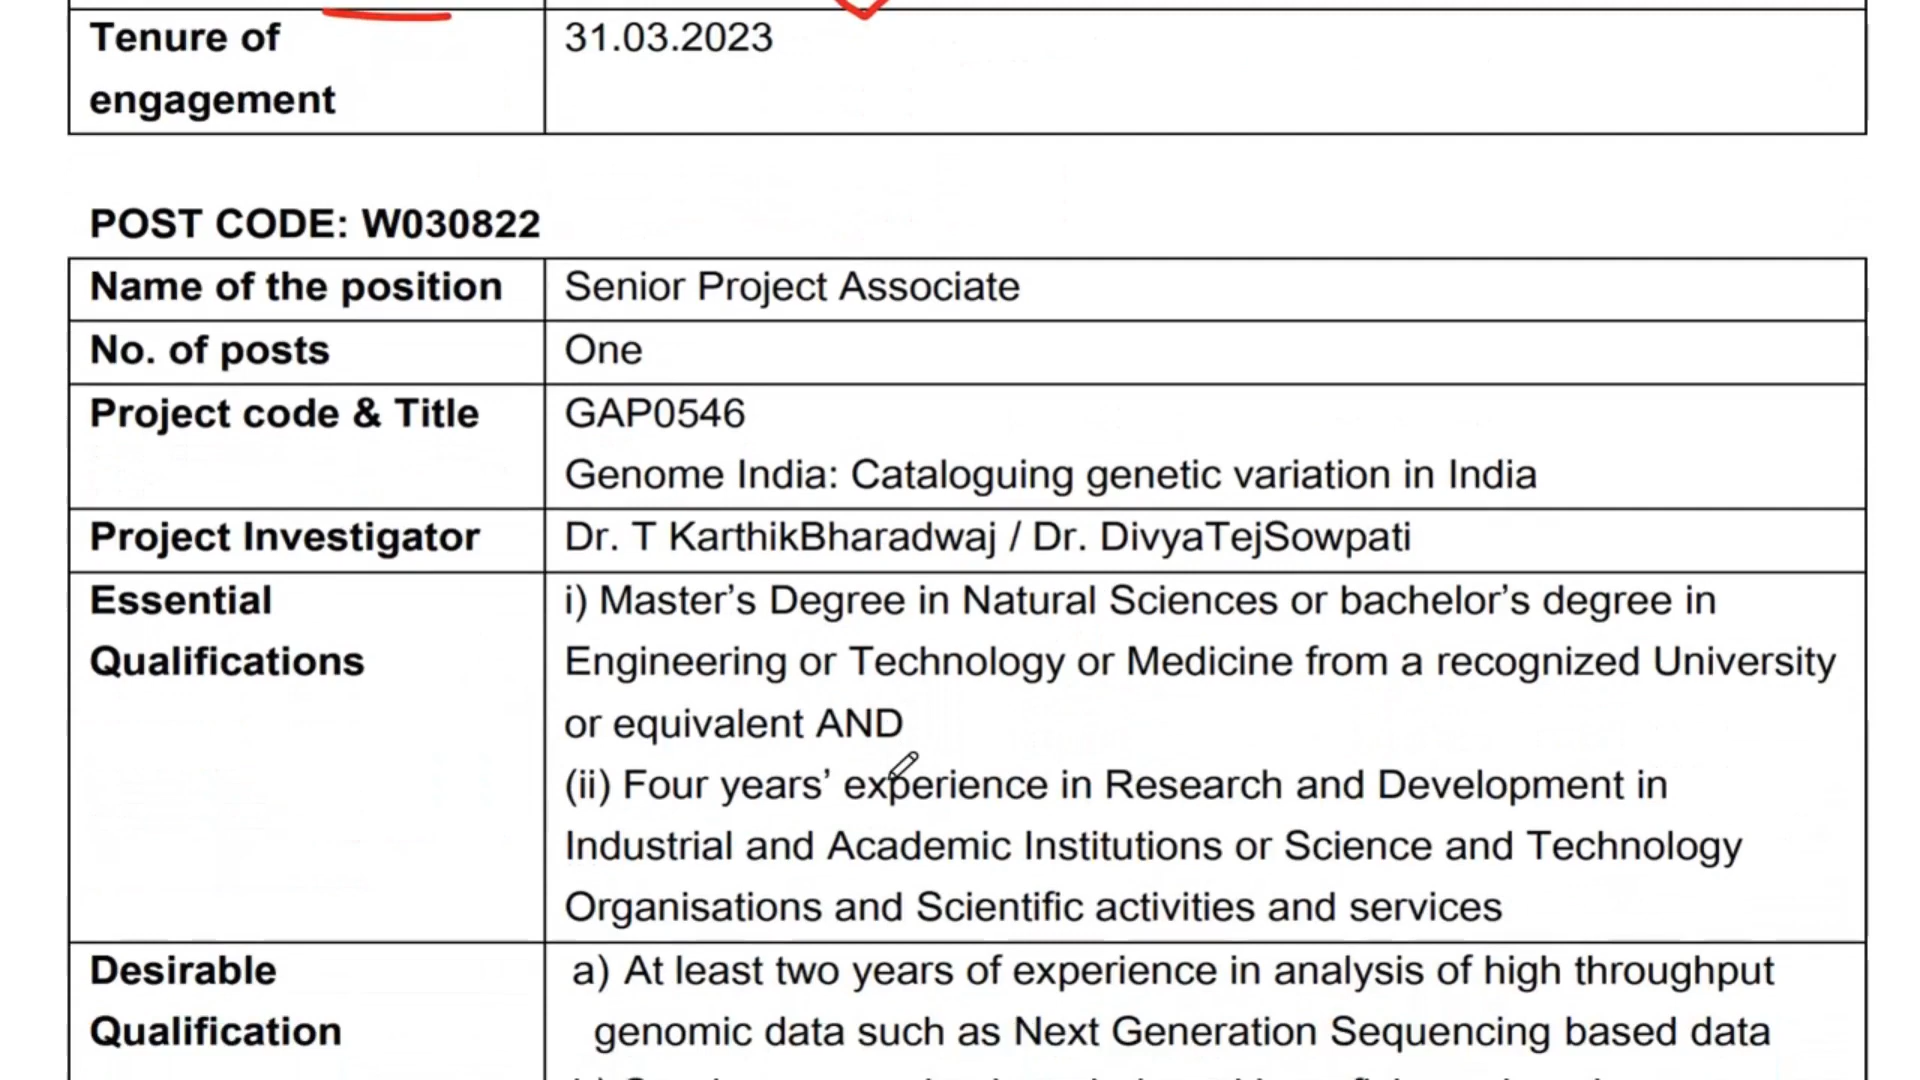 Tenure of
engagement
31.03.2023
POST CODE: W030822
Name of the position
Senior Project Associate
No. of posts
One
Project code & Title
GAP0546
Genome India: Cataloguing genetic variation in India
Project Investigator
Dr. T KarthikBharadwaj / Dr. DivyaTejSowpati
Essential
Qualifications
i) Master’s Degree in Natural Sciences or bachelor’s degree in
Engineering or Technology or Medicine from a recognized University
or equivalent AND
(ii) Four years’ experience in Research and Development in
Industrial and Academic Institutions or Science and Technology
Organisations and Scientific activities and services
Desirable
Qualification
a) At least two years of experience in analysis of high throughput
genomic data such as Next Generation Sequencing based data